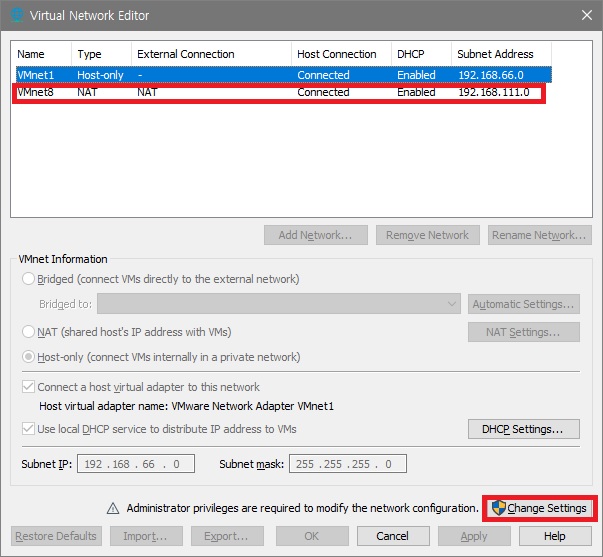 Virtual Network Editor
Name Type External Connection Host Connection DHCP Subnet Address
VMnet1 Host-only - Connected Enabled 192.168.66.0
VMnet8 NAT NAT Connected Enabled 192.168.111.0
Add Network... Remove Network Rename Network...
VMnet Information
Bridged (connect VMs directly to the external network)
Bridged to: Automatic Settings...
NAT (shared host's IP address with VMs) NAT Settings...
Host-only (connect VMs internally in a private network)
Connect a host virtual adapter to this network
Host virtual adapter name: VMware Network Adapter VMnet1
Use local DHCP service to distribute IP address to VMs DHCP Settings...
Subnet IP: 192 . 168 . 66 . 0 Subnet mask: 255 . 255 . 255 . 0
Administrator privileges are required to modify the network configuration. Change Settings
Restore Defaults Import... Export... OK Cancel Apply Help